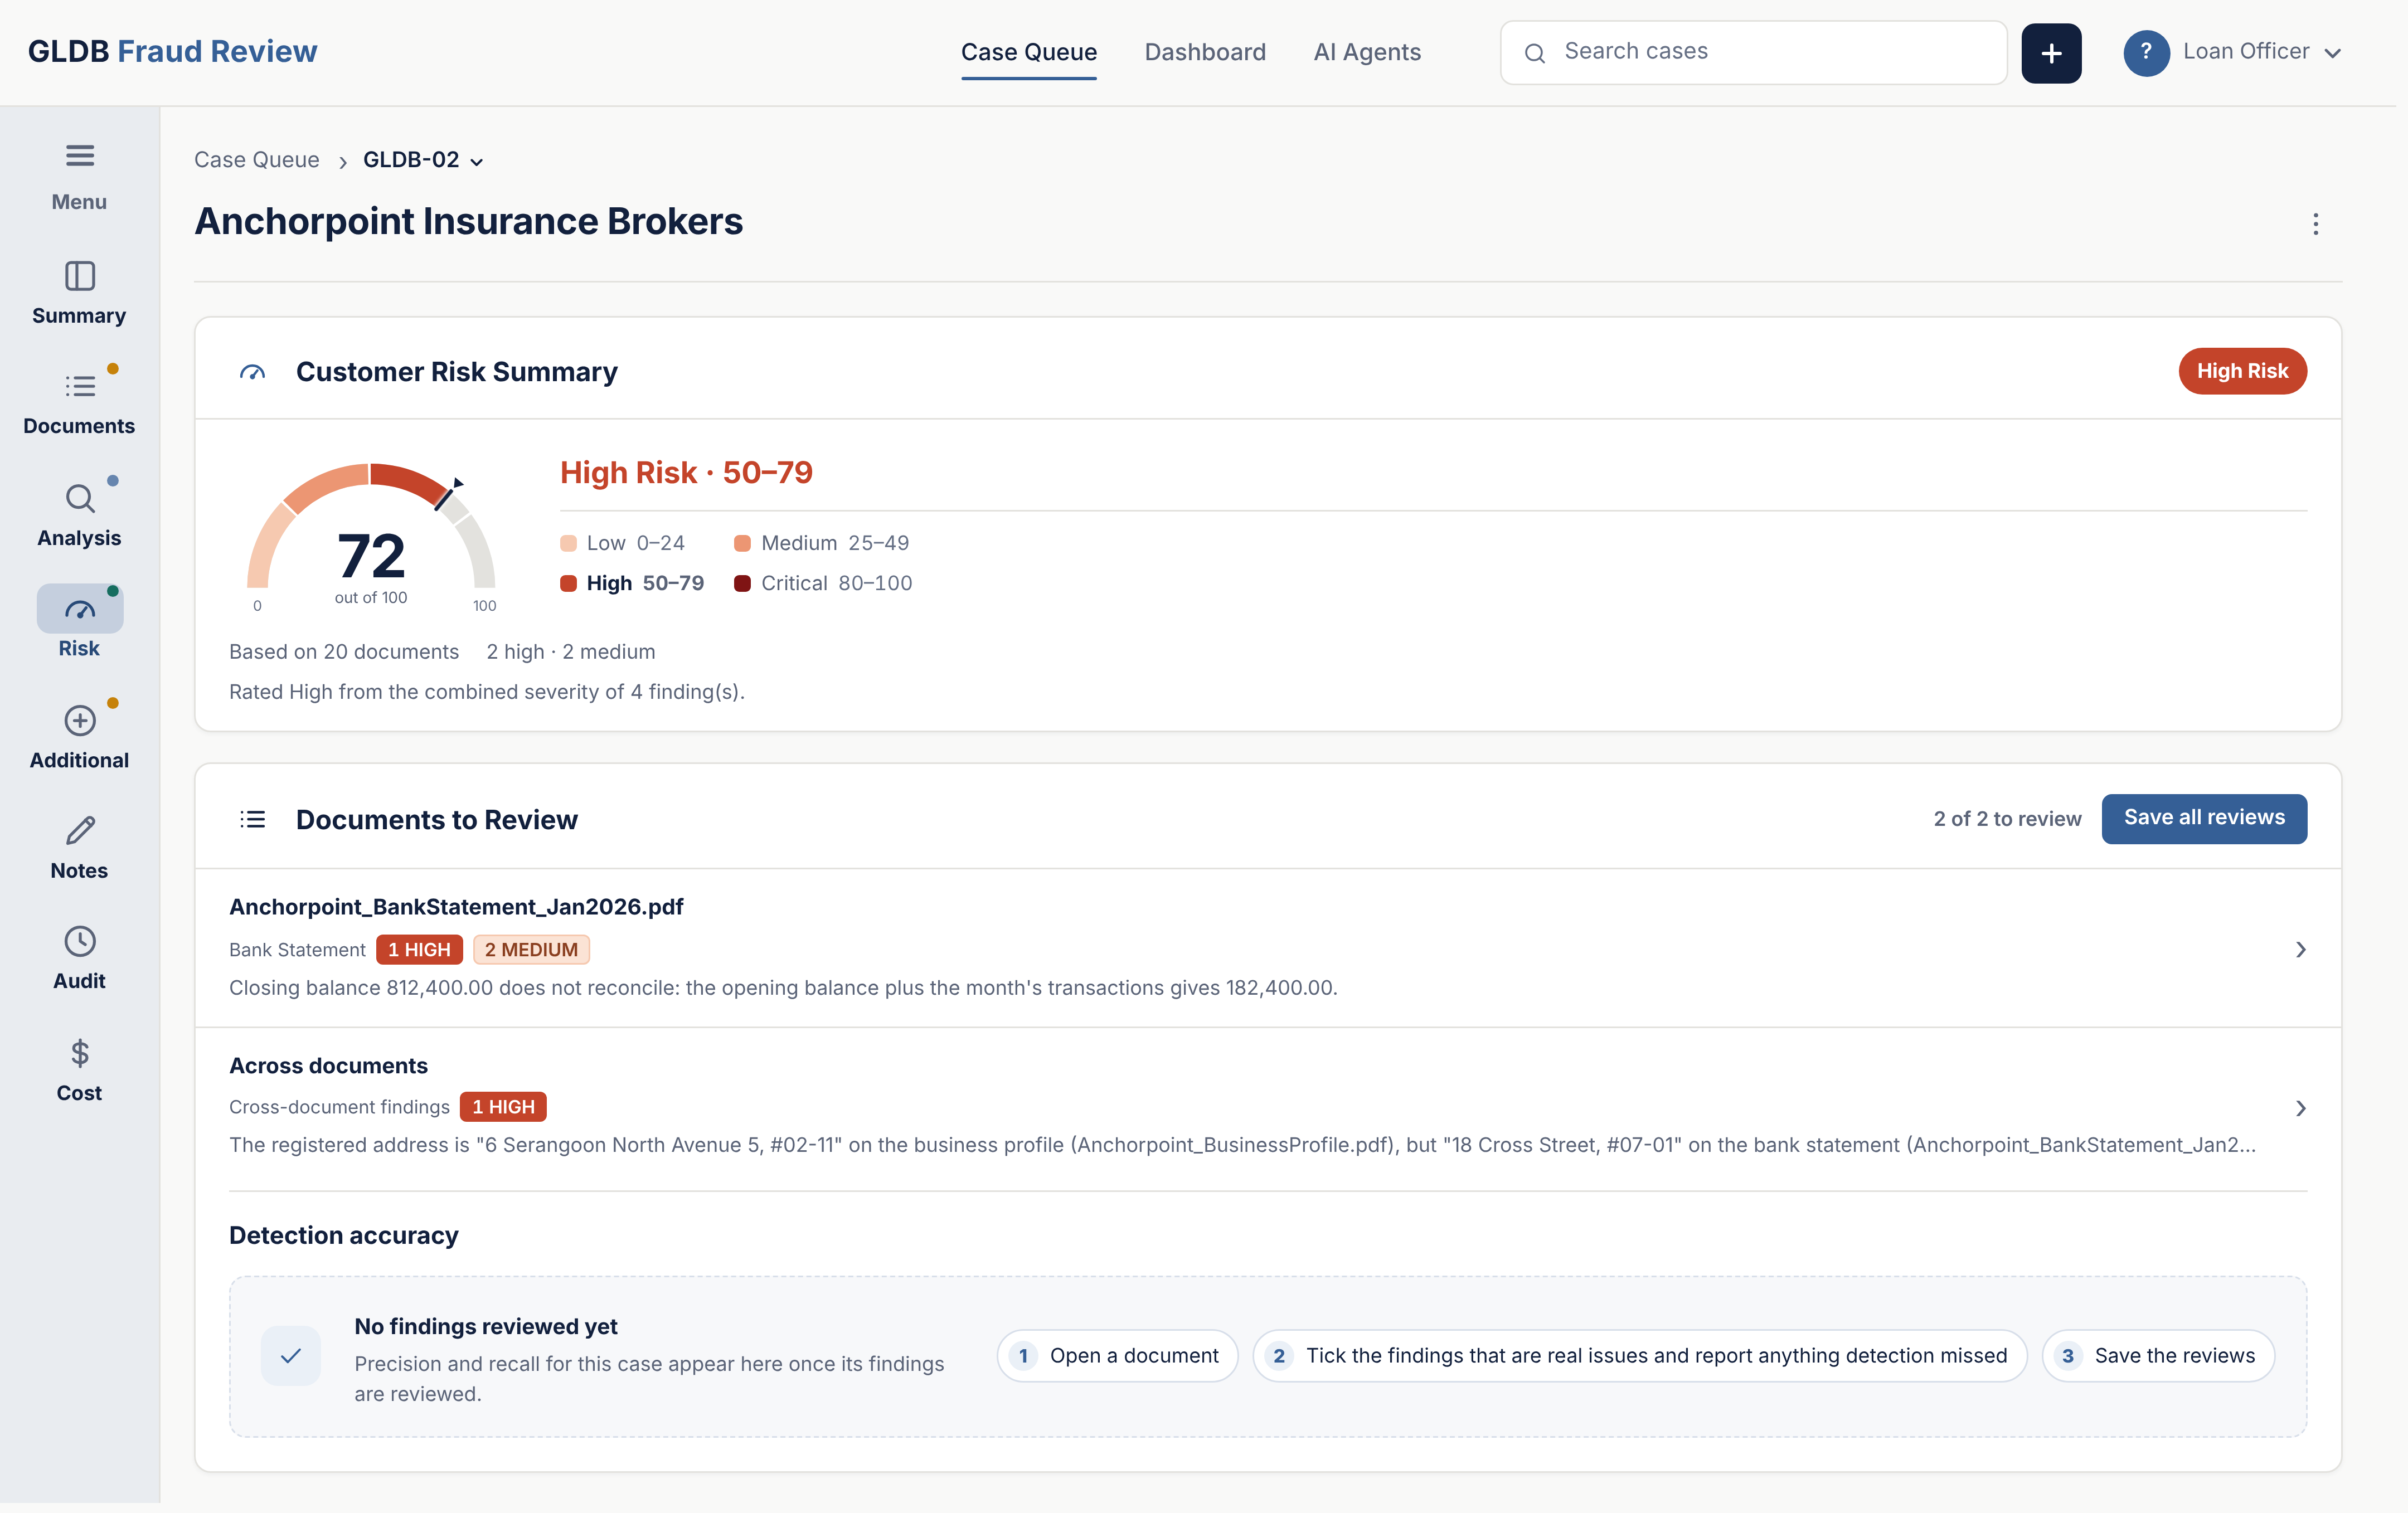 GLDB Fraud Review
Case Queue
Dashboard
AI Agents
Search cases
+
?
Loan Officer
Menu
Summary
Documents
Analysis
Risk
Additional
Notes
Audit
Cost
Case Queue › GLDB-02
Anchorpoint Insurance Brokers
Customer Risk Summary
High Risk
72
out of 100
0
100
High Risk · 50–79
Low 0–24
Medium 25–49
High 50–79
Critical 80–100
Based on 20 documents 2 high · 2 medium
Rated High from the combined severity of 4 finding(s).
Documents to Review
2 of 2 to review
Save all reviews
Anchorpoint_BankStatement_Jan2026.pdf
Bank Statement 1 HIGH 2 MEDIUM
Closing balance 812,400.00 does not reconcile: the opening balance plus the month's transactions gives 182,400.00.
Across documents
Cross-document findings 1 HIGH
The registered address is "6 Serangoon North Avenue 5, #02-11" on the business profile (Anchorpoint_BusinessProfile.pdf), but "18 Cross Street, #07-01" on the bank statement (Anchorpoint_BankStatement_Jan2...
Detection accuracy
No findings reviewed yet
Precision and recall for this case appear here once its findings
are reviewed.
1 Open a document
2 Tick the findings that are real issues and report anything detection missed
3 Save the reviews